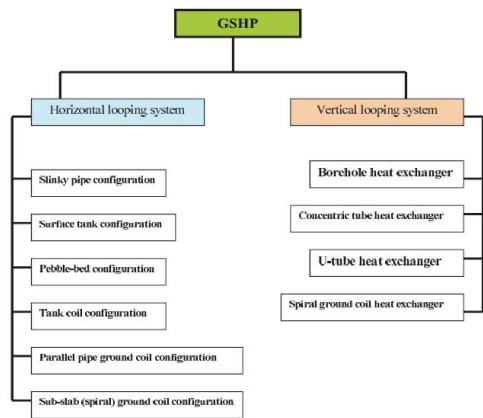 GSHP
Horizontal looping system
Vertical looping system
Slinky pipe configuration
Surface tank configuration
Pebble-bed configuration
Tank coil configuration
Parallel pipe ground coil configuration
Sub-slab (spiral) ground coil configuration
Borehole heat exchanger
Concentric tube heat exchanger
U-tube heat exchanger
Spiral ground coil heat exchanger